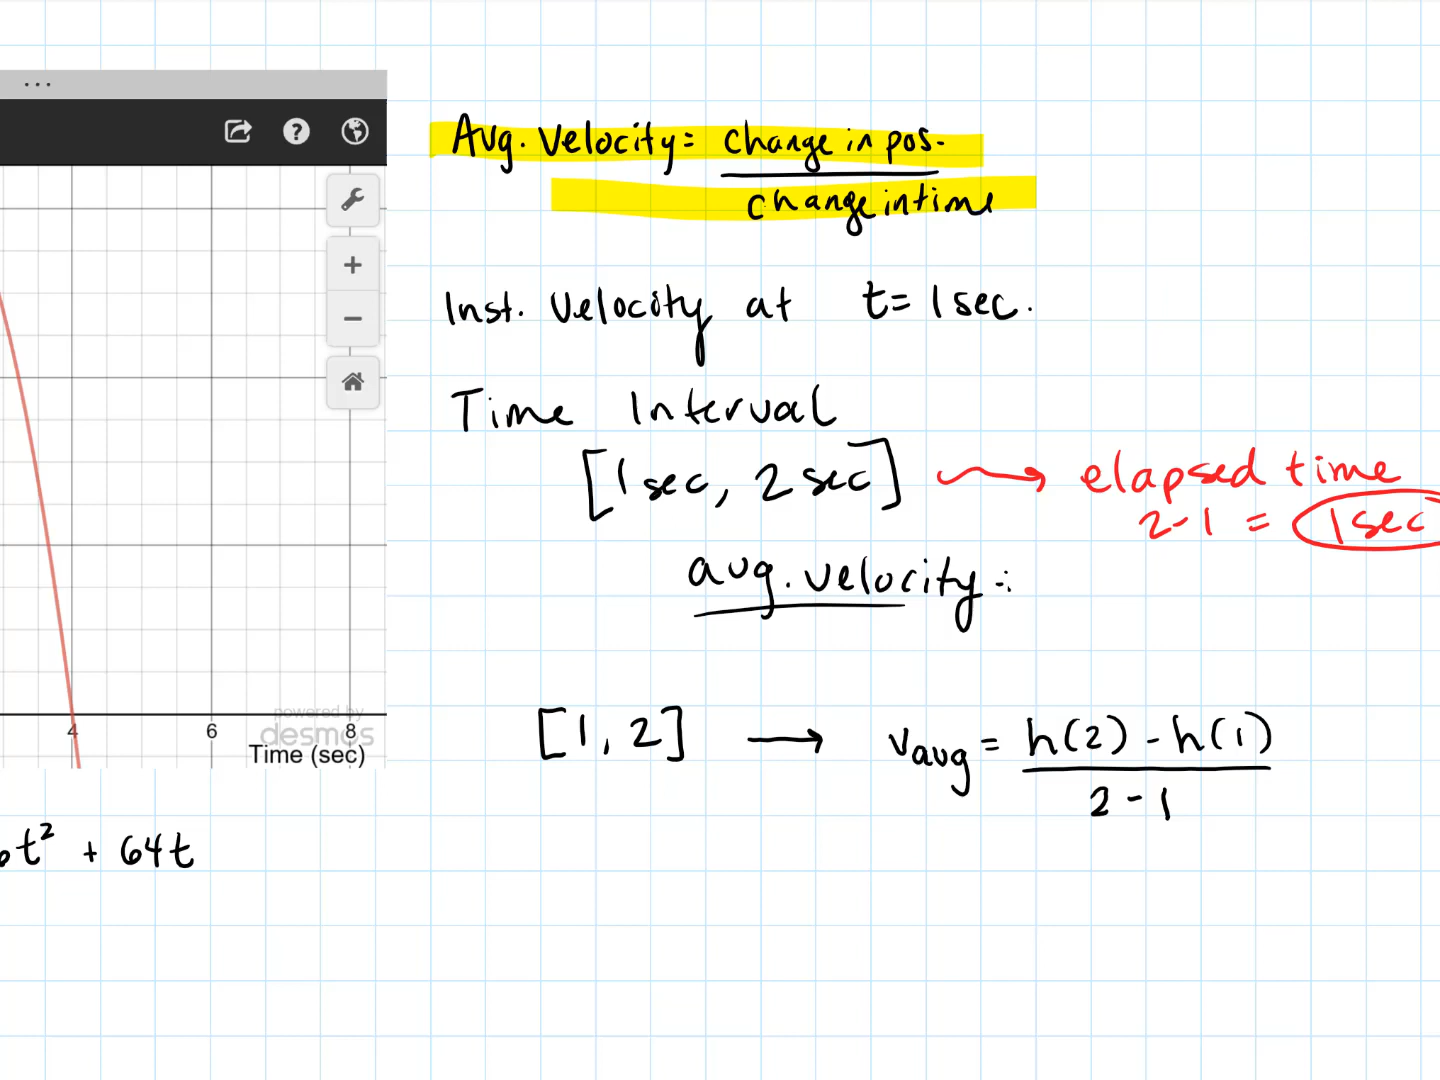 ...
Avg. Velocity = change in pos.
change in time
Inst. Velocity at t = 1 sec.
Time Interval
[1 sec, 2 sec]
elapsed time
2 - 1 = 1 sec
avg. velocity =
4 6 8
powered by
desmos
Time (sec)
[1, 2] → v avg = h(2) - h(1)
2 - 1
6t² + 64t